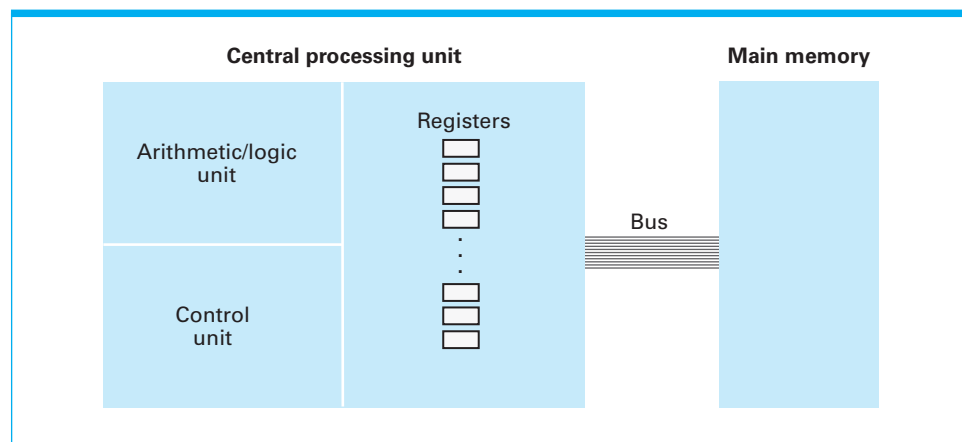 Central processing unit
Main memory
Arithmetic/logic
unit
Registers
Bus
Control
unit